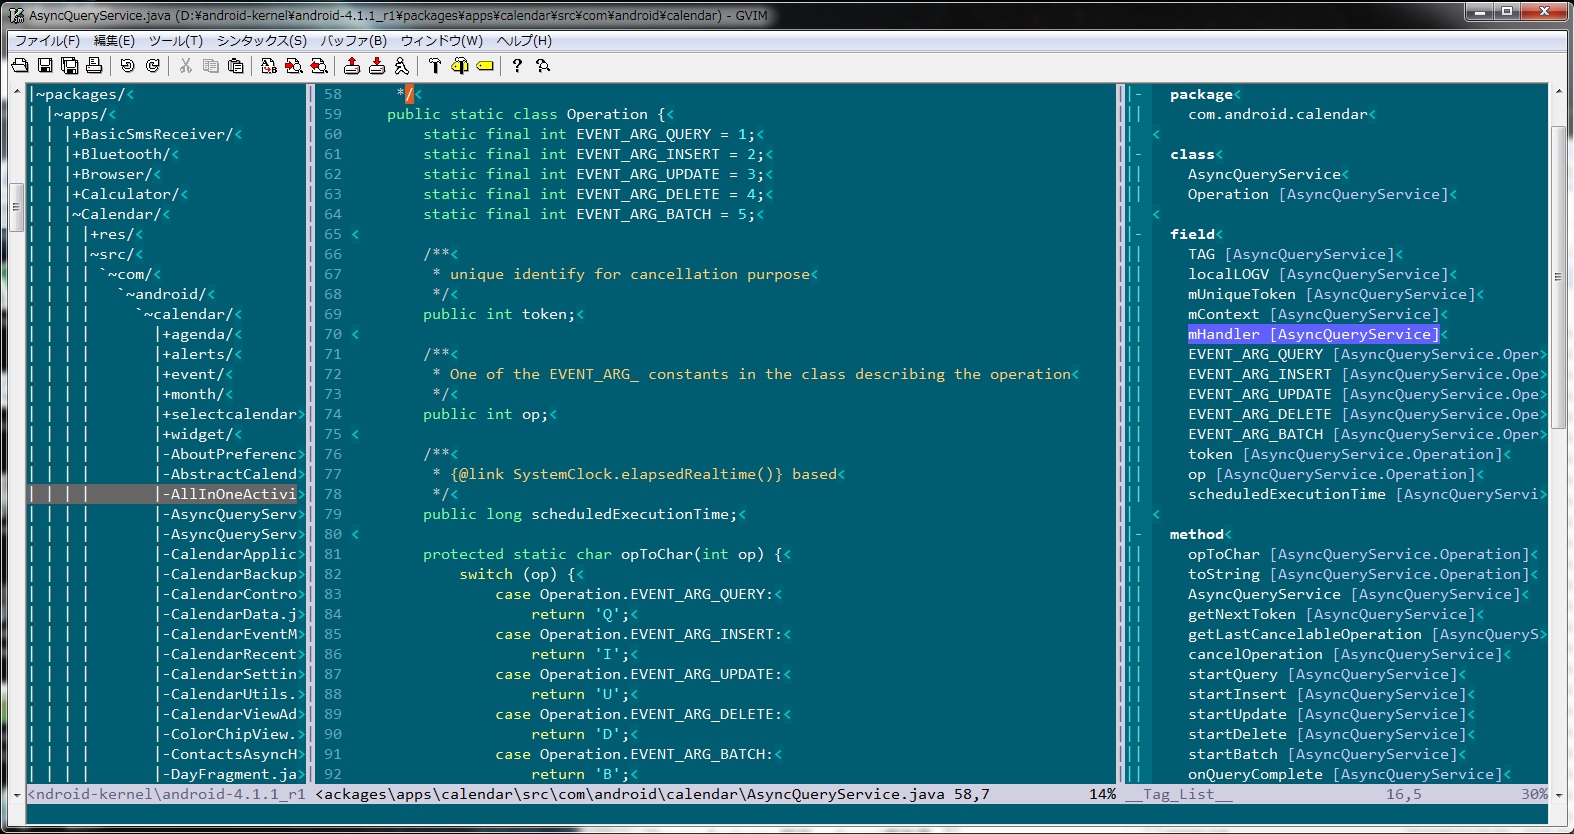 AsyncQueryService.java (D:¥android-kernel¥android-4.1.1_r1¥packages¥apps¥calendar¥src¥com¥android¥calendar) - GVIM
ファイル(F) 編集(E) ツール(T) シンタックス(S) バッファ(B) ウィンドウ(W) ヘルプ(H)
|~packages/<
| |~apps/<
| | |+BasicSmsReceiver/<
| | |+Bluetooth/<
| | |+Browser/<
| | |+Calculator/<
| | |~Calendar/<
| | | |+res/<
| | | |~src/<
| | | | `~com/<
| | | |   `~android/<
| | | |     `~calendar/<
| | | |       |+agenda/<
| | | |       |+alerts/<
| | | |       |+event/<
| | | |       |+month/<
| | | |       |+selectcalendar>
| | | |       |+widget/<
| | | |       |-AboutPreferenc>
| | | |       |-AbstractCalend>
| | | |       |-AllInOneActivi>
| | | |       |-AsyncQueryServ>
| | | |       |-AsyncQueryServ>
| | | |       |-CalendarApplic>
| | | |       |-CalendarBackup>
| | | |       |-CalendarContro>
| | | |       |-CalendarData.j>
| | | |       |-CalendarEventM>
| | | |       |-CalendarRecent>
| | | |       |-CalendarSettin>
| | | |       |-CalendarUtils.>
| | | |       |-CalendarViewAd>
| | | |       |-ColorChipView.>
| | | |       |-ContactsAsyncH>
| | | |       |-DayFragment.ja>
<ndroid-kernel\android-4.1.1_r1
58      */<
59     public static class Operation {<
60         static final int EVENT_ARG_QUERY = 1;<
61         static final int EVENT_ARG_INSERT = 2;<
62         static final int EVENT_ARG_UPDATE = 3;<
63         static final int EVENT_ARG_DELETE = 4;<
64         static final int EVENT_ARG_BATCH = 5;<
65 <
66         /**<
67          * unique identify for cancellation purpose<
68          */<
69         public int token;<
70 <
71         /**<
72          * One of the EVENT_ARG_ constants in the class describing the operation<
73          */<
74         public int op;<
75 <
76         /**<
77          * {@link SystemClock.elapsedRealtime()} based<
78          */<
79         public long scheduledExecutionTime;<
80 <
81         protected static char opToChar(int op) {<
82             switch (op) {<
83                 case Operation.EVENT_ARG_QUERY:<
84                     return 'Q';<
85                 case Operation.EVENT_ARG_INSERT:<
86                     return 'I';<
87                 case Operation.EVENT_ARG_UPDATE:<
88                     return 'U';<
89                 case Operation.EVENT_ARG_DELETE:<
90                     return 'D';<
91                 case Operation.EVENT_ARG_BATCH:<
92                     return 'B';<
<ackages\apps\calendar\src\com\android\calendar\AsyncQueryService.java 58,7 14%
|-   package<
||     com.android.calendar<
|  <
|-   class<
||     AsyncQueryService<
||     Operation [AsyncQueryService]<
|  <
|-   field<
||     TAG [AsyncQueryService]<
||     localLOGV [AsyncQueryService]<
||     mUniqueToken [AsyncQueryService]<
||     mContext [AsyncQueryService]<
||     mHandler [AsyncQueryService]<
||     EVENT_ARG_QUERY [AsyncQueryService.Oper>
||     EVENT_ARG_INSERT [AsyncQueryService.Ope>
||     EVENT_ARG_UPDATE [AsyncQueryService.Ope>
||     EVENT_ARG_DELETE [AsyncQueryService.Ope>
||     EVENT_ARG_BATCH [AsyncQueryService.Oper>
||     token [AsyncQueryService.Operation]<
||     op [AsyncQueryService.Operation]<
||     scheduledExecutionTime [AsyncQueryServi>
|  <
|-   method<
||     opToChar [AsyncQueryService.Operation]<
||     toString [AsyncQueryService.Operation]<
||     AsyncQueryService [AsyncQueryService]<
||     getNextToken [AsyncQueryService]<
||     getLastCancelableOperation [AsyncQueryS>
||     cancelOperation [AsyncQueryService]<
||     startQuery [AsyncQueryService]<
||     startInsert [AsyncQueryService]<
||     startUpdate [AsyncQueryService]<
||     startDelete [AsyncQueryService]<
||     startBatch [AsyncQueryService]<
||     onQueryComplete [AsyncQueryService]<
__Tag_List__ 16,5 30%